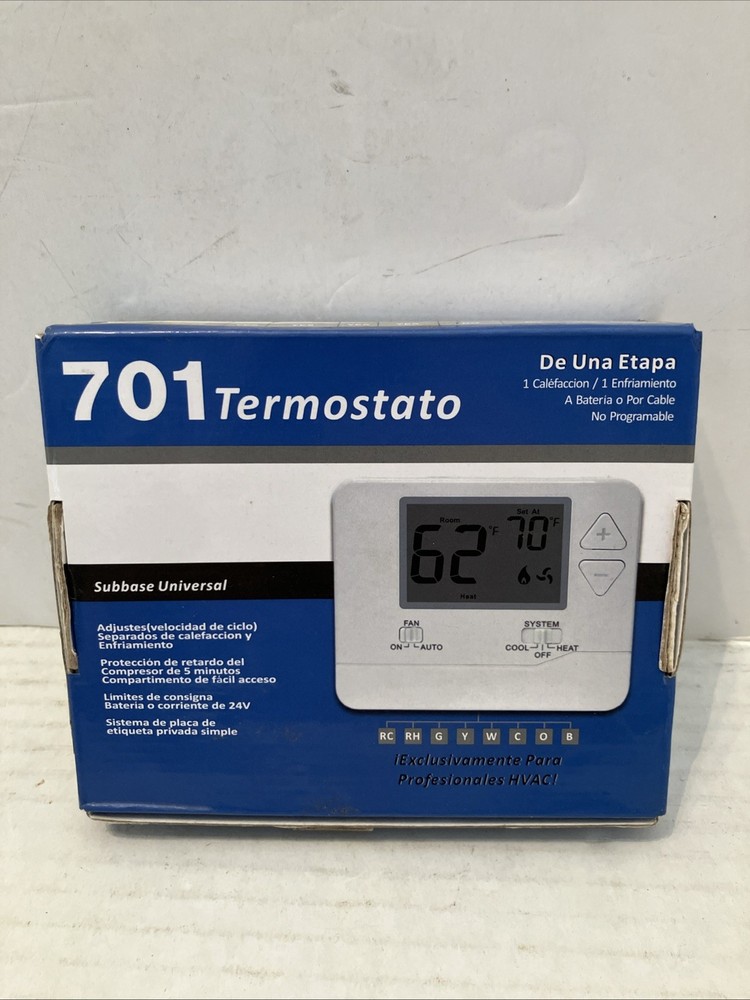 701 Termostato
De Una Etapa
1 Caléfaccion / 1 Enfriamiento
A Bateria o Por Cable
No Programable
Subbase Universal
Adjustes(velocidad de ciclo)
Separados de calefaccion y
Enfriamiento
Protección de retardo del
Compresor de 5 minutos
Compartimento de fácil acceso
Limites de consigna
Bateria o corriente de 24V
Sistema de placa de
etiqueta privada simple
Room
62°F
Set At
70°F
Heat
+
FAN
ON AUTO
SYSTEM
COOL HEAT
OFF
RC RH G Y W C O B
¡Exclusivamente Para
Profesionales HVAC!